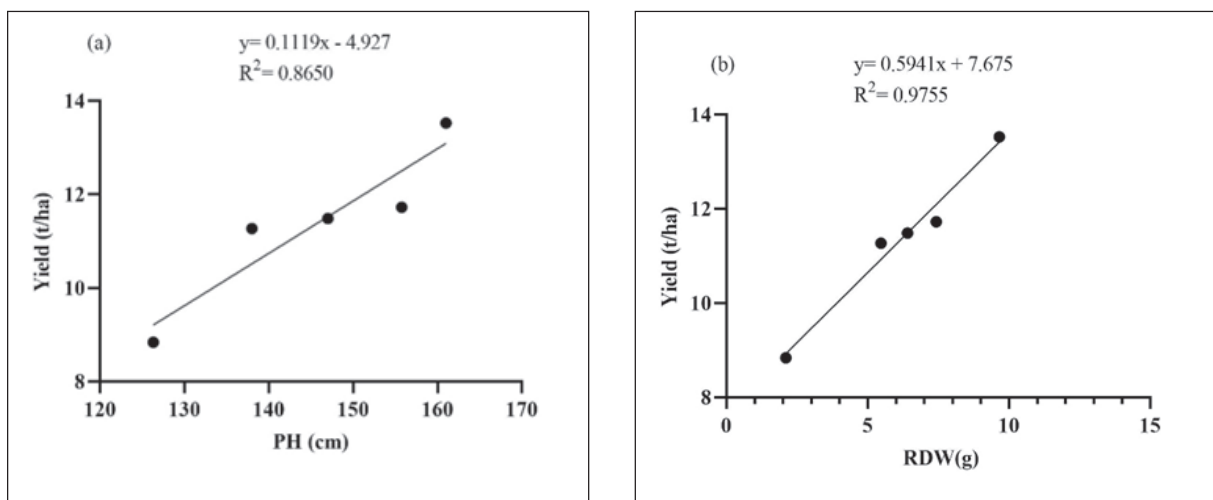 (a)
y= 0.1119x - 4.927
R²= 0.8650
14
12
10
8
Yield (t/ha)
120 130 140 150 160 170
PH (cm)
(b)
y= 0.5941x + 7.675
R²= 0.9755
14
12
10
8
Yield (t/ha)
0 5 10 15
RDW(g)